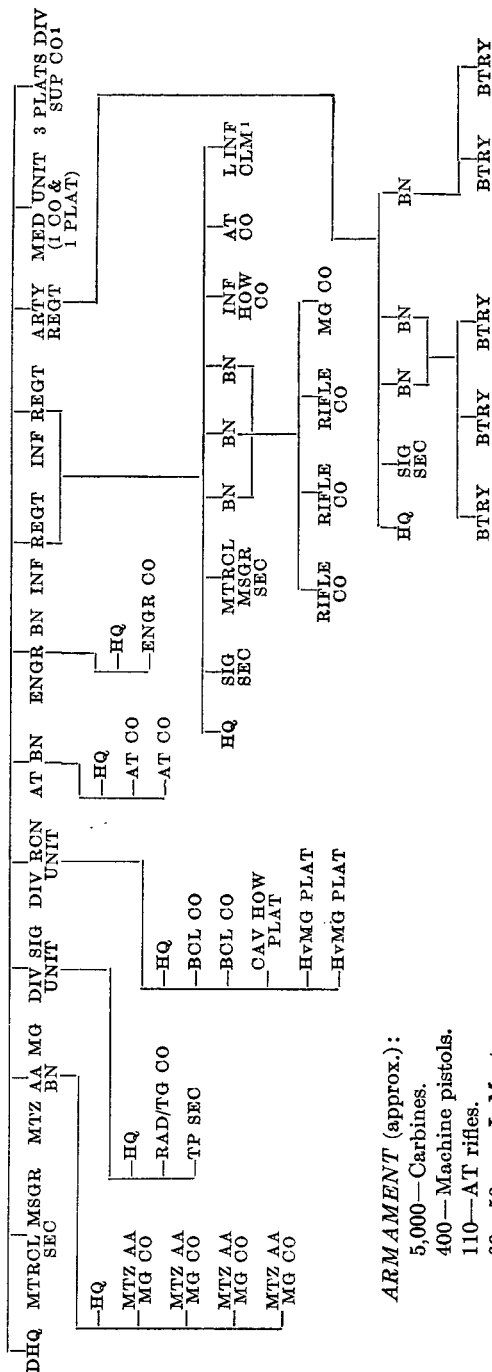 DHQ MTRCL MSGR MTZ AA MG DIV SIG DIV RCN AT BN ENGR BN INF REGT INF REGT ARTY MED UNIT 3 PLATS DIV
SEC BN UNIT UNIT REGT (1 CO & SUP CO¹
1 PLAT)
HQ
MTZ AA
MG CO
MTZ AA
MG CO
MTZ AA
MG CO
MTZ AA
MG CO
HQ
RAD/TG CO
TP SEC
HQ
BCL CO
BCL CO
CAV HOW
PLAT
HvMG PLAT
HvMG PLAT
HQ
AT CO
AT CO
HQ
ENGR CO
HQ SIG MTRCL BN BN BN INF AT L INF
SEC MSGR HOW CO CLM¹
SEC CO
RIFLE RIFLE RIFLE MG CO
CO CO CO
HQ SIG BN BN BN
SEC
BTRY BTRY BTRY BTRY BTRY
ARMAMENT (approx.):
5,000—Carbines.
400—Machine pistols.
110—AT rifles.